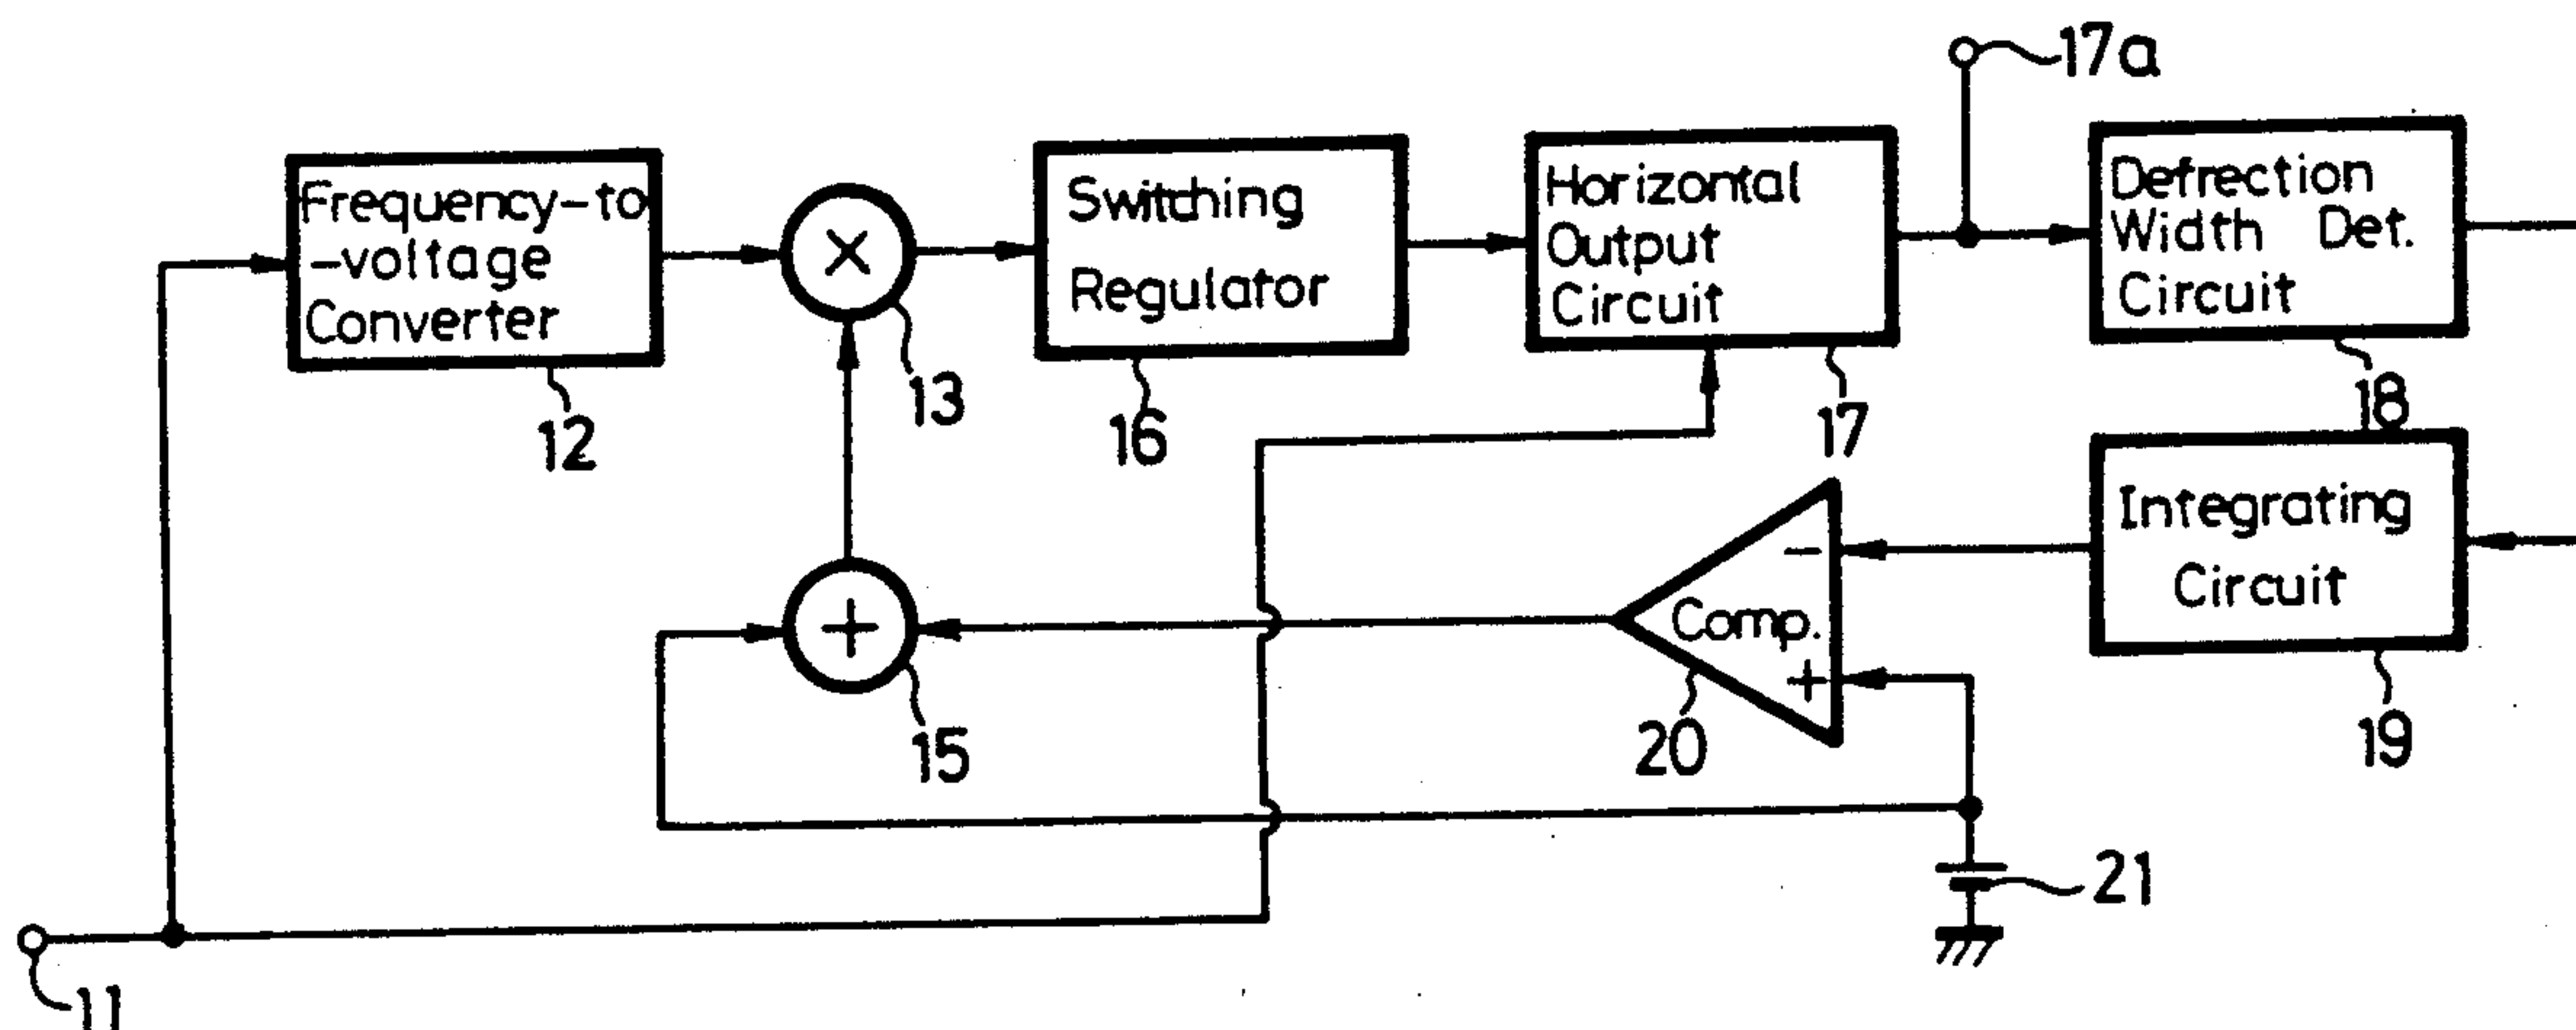 17a
Frequency-to
-voltage
Converter
×
Switching
Regulator
Horizontal
Output
Circuit
Defrection
Width Det.
Circuit
12
13
16
17
18
Integrating
Circuit
−
Comp.
+
+
15
20
19
21
11